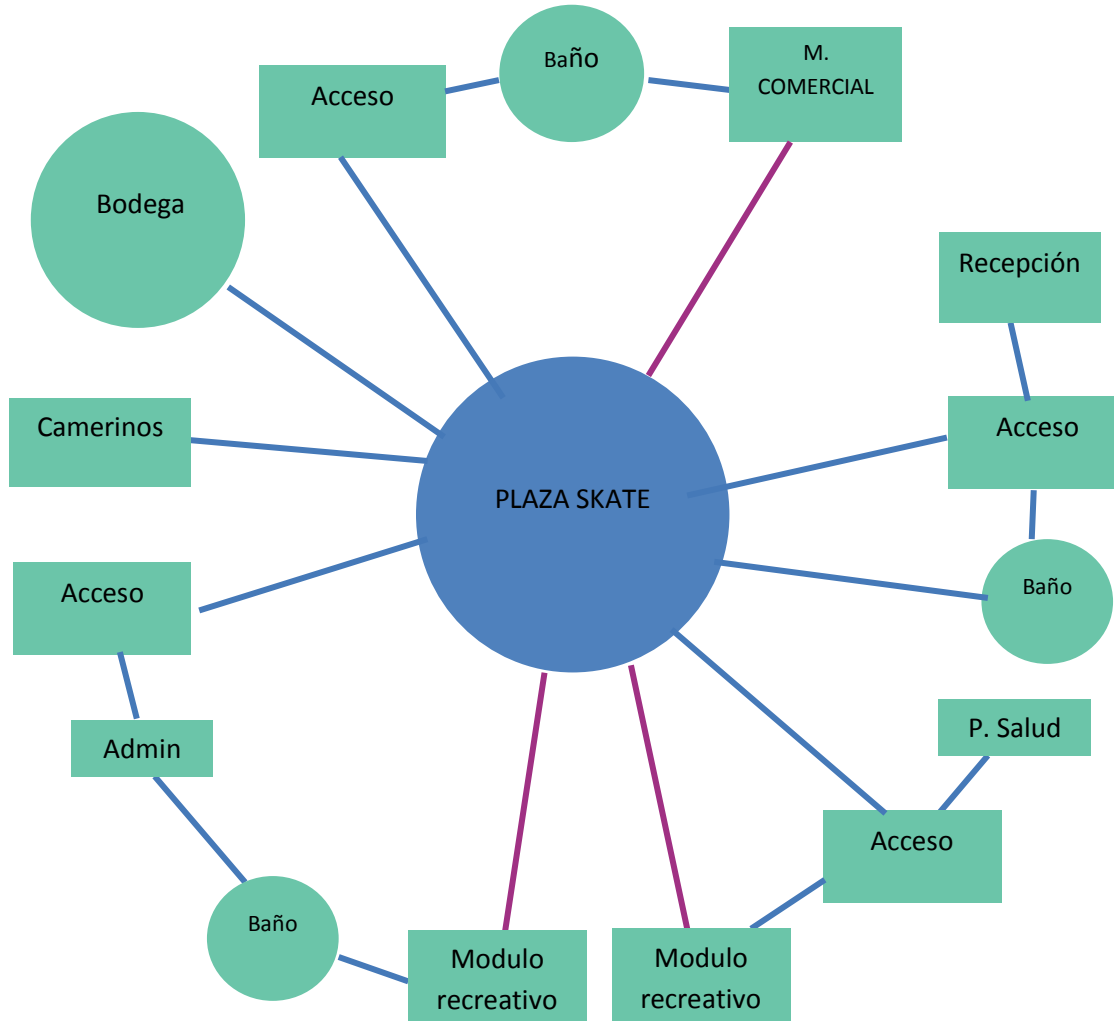 Baño
M.
COMERCIAL
Acceso
Bodega
Recepción
Camerinos
Acceso
PLAZA SKATE
Acceso
Baño
P. Salud
Admin
Acceso
Baño
Modulo
recreativo
Modulo
recreativo